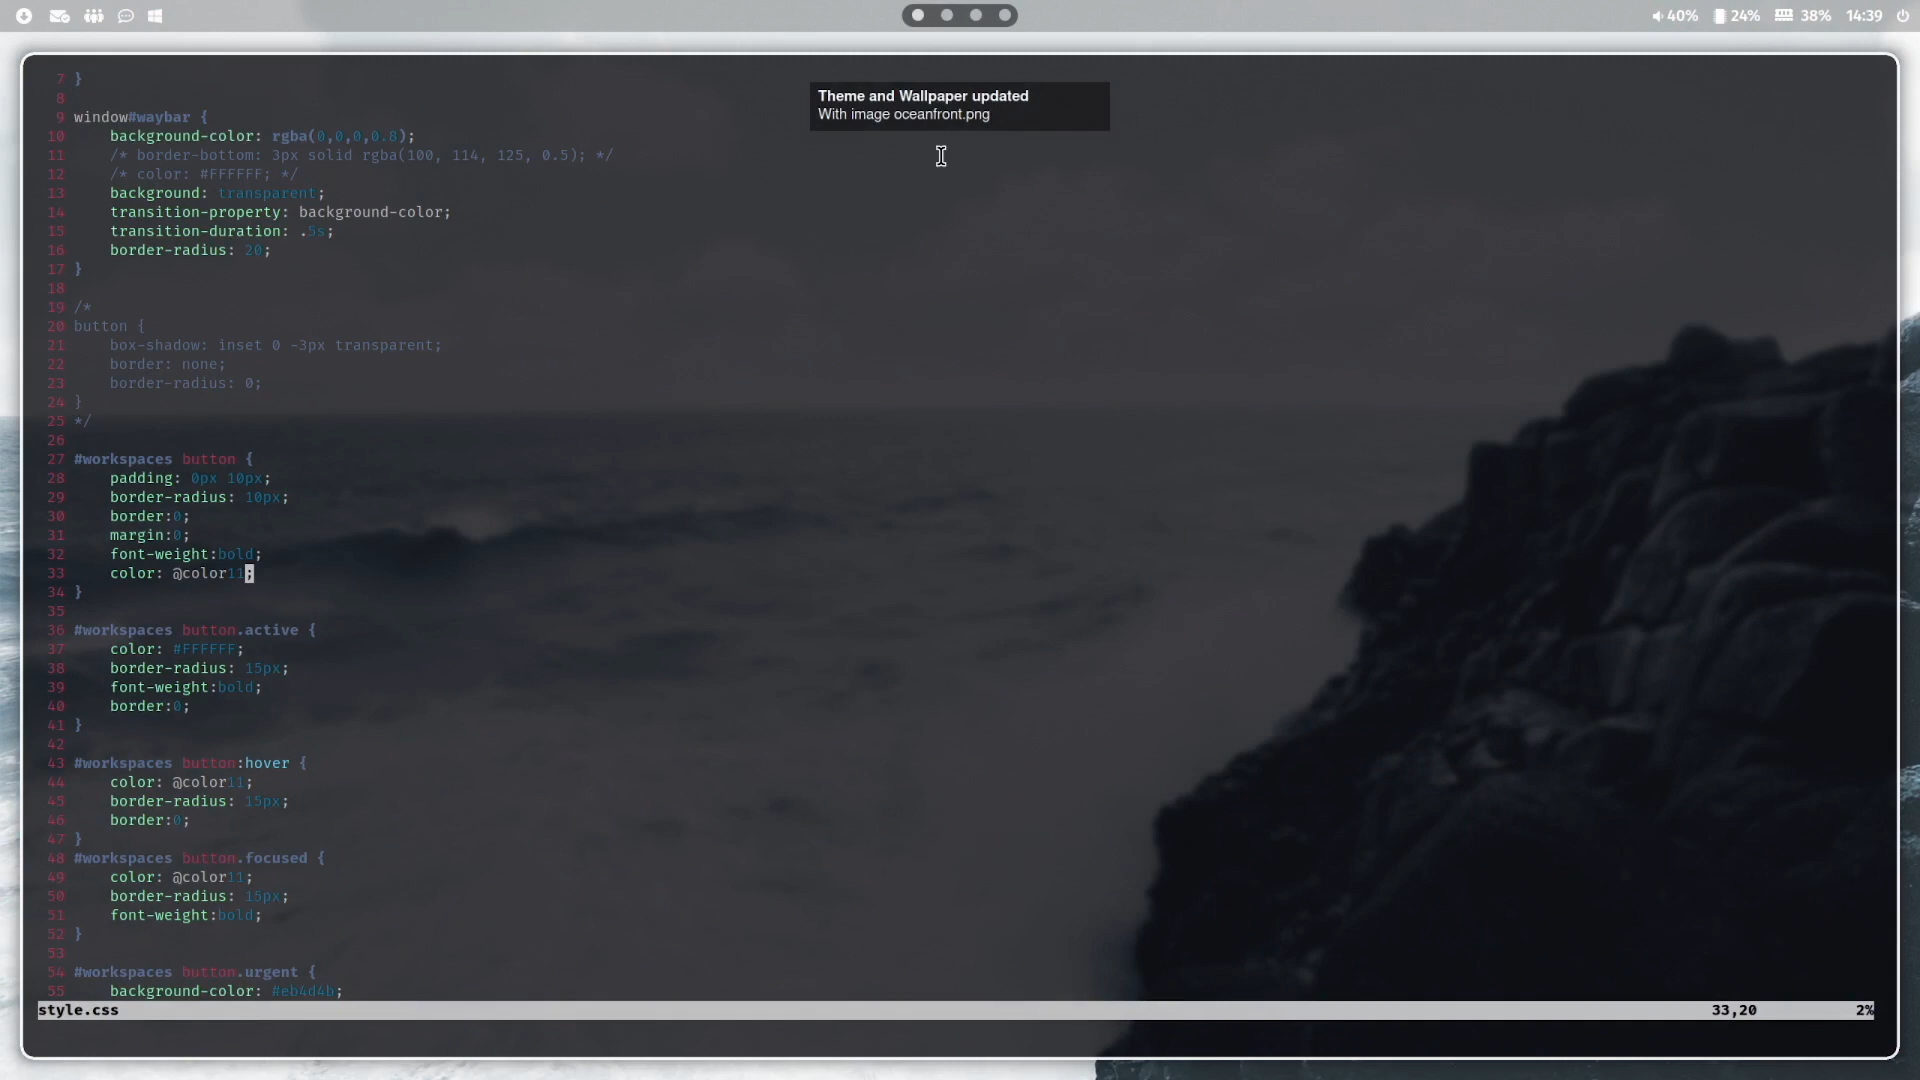 40% 24% 38% 14:39
Theme and Wallpaper updated
With image oceanfront.png
7 }
8
9 window#waybar {
10     background-color: rgba(0,0,0,0.8);
11     /* border-bottom: 3px solid rgba(100, 114, 125, 0.5); */
12     /* color: #FFFFFF; */
13     background: transparent;
14     transition-property: background-color;
15     transition-duration: .5s;
16     border-radius: 20;
17 }
18
19 /*
20 button {
21     box-shadow: inset 0 -3px transparent;
22     border: none;
23     border-radius: 0;
24 }
25 */
26
27 #workspaces button {
28     padding: 0px 10px;
29     border-radius: 10px;
30     border:0;
31     margin:0;
32     font-weight:bold;
33     color: @color11;
34 }
35
36 #workspaces button.active {
37     color: #FFFFFF;
38     border-radius: 15px;
39     font-weight:bold;
40     border:0;
41 }
42
43 #workspaces button:hover {
44     color: @color11;
45     border-radius: 15px;
46     border:0;
47 }
48 #workspaces button.focused {
49     color: @color11;
50     border-radius: 15px;
51     font-weight:bold;
52 }
53
54 #workspaces button.urgent {
55     background-color: #eb4d4b;
style.css 33,20 2%